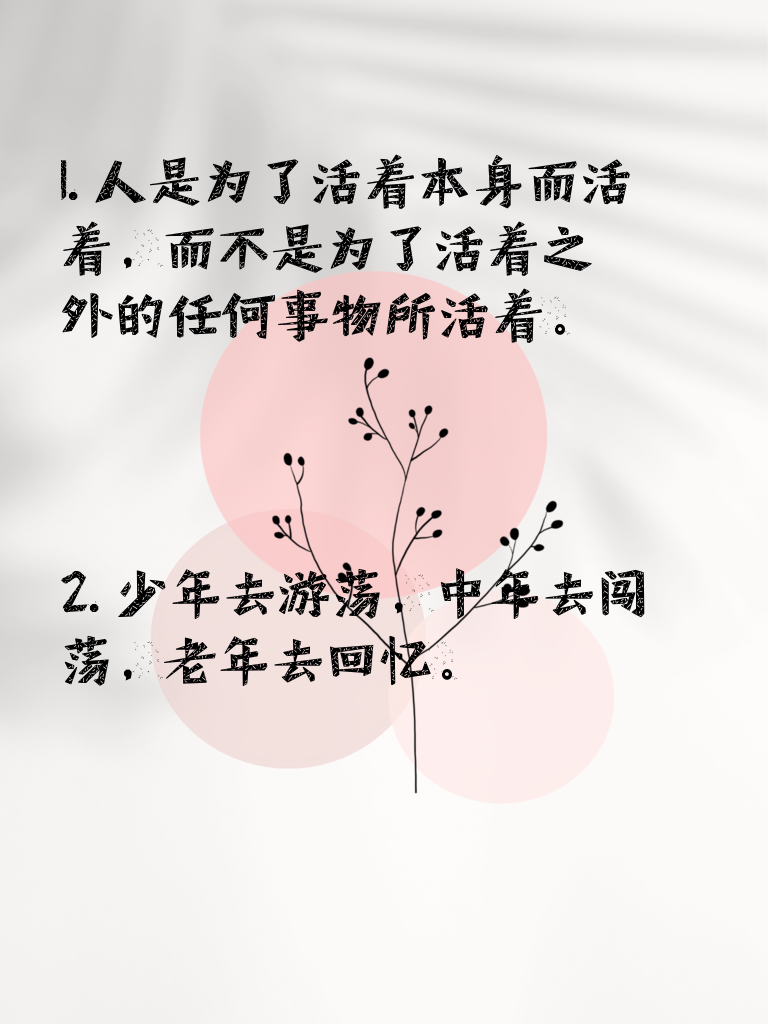 1. 人是为了活着本身而活
着，而不是为了活着之
外的任何事物所活着。
2. 少年去游荡，中年去闯
荡，老年去回忆。